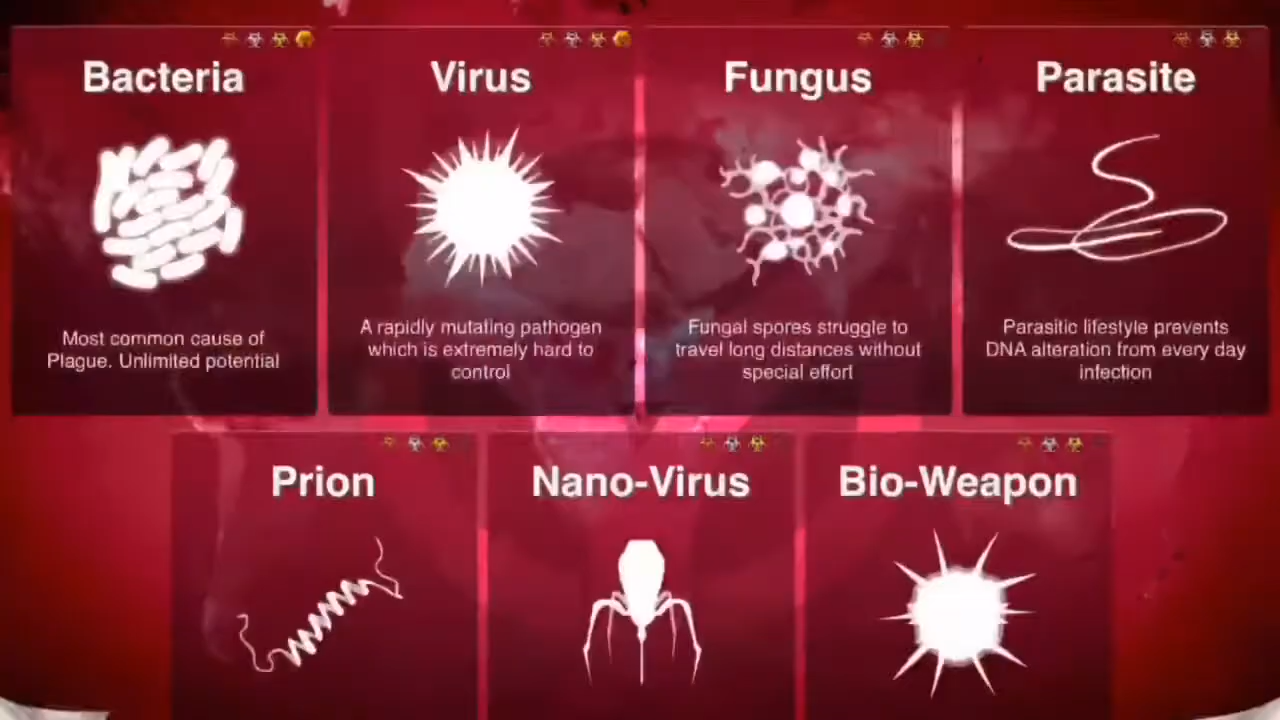 Bacteria
Most common cause of
Plague. Unlimited potential
Virus
A rapidly mutating pathogen
which is extremely hard to
control
Fungus
Fungal spores struggle to
travel long distances without
special effort
Parasite
Parasitic lifestyle prevents
DNA alteration from every day
infection
Prion
Nano-Virus
Bio-Weapon